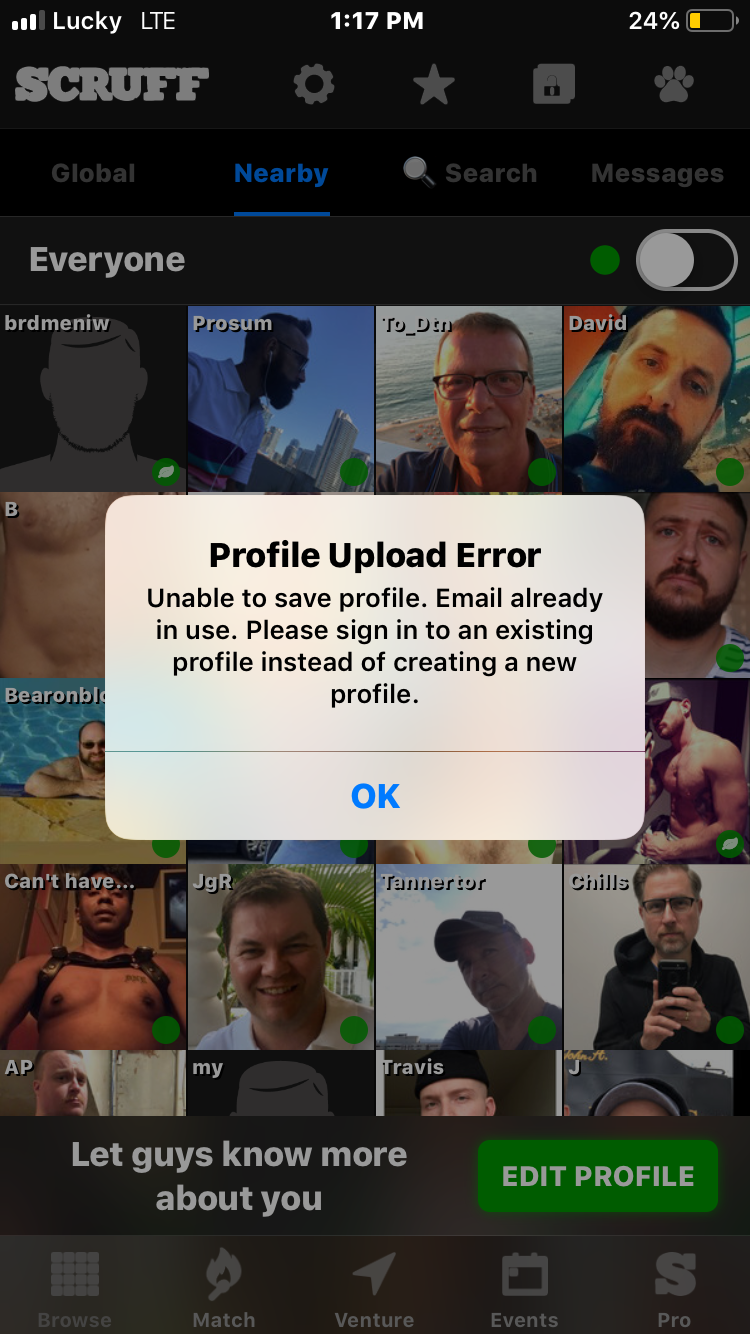 Lucky LTE 1:17 PM 24%
SCRUFF
Global Nearby Search Messages
Everyone
brdmeniw Prosum To_Dtn David
B
Profile Upload Error
Unable to save profile. Email already
in use. Please sign in to an existing
profile instead of creating a new
profile.
OK
Can't have... JgR Tannertor Chills
AP my Travis J
Let guys know more
about you
EDIT PROFILE
Browse Match Venture Events Pro
S